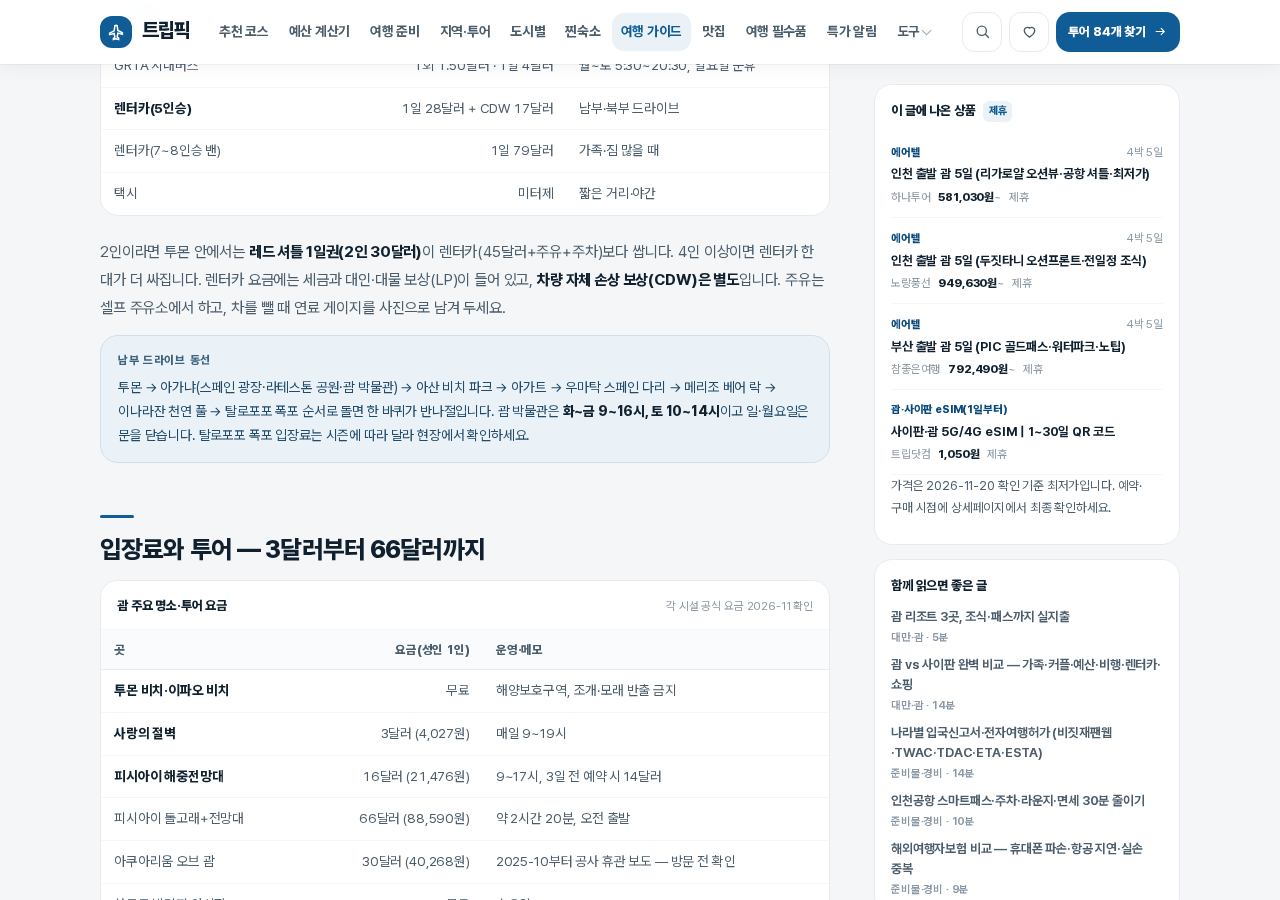 트립픽
추천 코스 예산 계산기 여행 준비 지역·투어 도시별 찐숙소 여행 가이드 맛집 여행 필수품 특가 알림 도구
투어 84개 찾기 →
GRTA 시내버스 1회 1.50달러 · 1일 4달러 월~토 5:30~20:30, 일요일 운휴
렌터카(5인승) 1일 28달러 + CDW 17달러 남부·북부 드라이브
렌터카(7~8인승 밴) 1일 79달러 가족·짐 많을 때
택시 미터제 짧은 거리·야간
2인이라면 투몬 안에서는 레드 셔틀 1일권(2인 30달러)이 렌터카(45달러+주유+주차)보다 쌉니다. 4인 이상이면 렌터카 한
대가 더 싸집니다. 렌터카 요금에는 세금과 대인·대물 보상(LP)이 들어 있고, 차량 자체 손상 보상(CDW)은 별도입니다. 주유는
셀프 주유소에서 하고, 차를 뺄 때 연료 게이지를 사진으로 남겨 두세요.
남부 드라이브 동선
투몬 → 아가냐(스페인 광장·라테스톤 공원·괌 박물관) → 아산 비치 파크 → 아가트 → 우마탁 스페인 다리 → 메리조 베어 락 →
이나라잔 천연 풀 → 탈로포포 폭포 순서로 돌면 한 바퀴가 반나절입니다. 괌 박물관은 화~금 9~16시, 토 10~14시이고 일·월요일은
문을 닫습니다. 탈로포포 폭포 입장료는 시즌에 따라 달라 현장에서 확인하세요.
입장료와 투어 — 3달러부터 66달러까지
괌 주요 명소·투어 요금 각 시설 공식 요금 2026-11 확인
곳 요금(성인 1인) 운영·메모
투몬 비치·이파오 비치 무료 해양보호구역, 조개·모래 반출 금지
사랑의 절벽 3달러 (4,027원) 매일 9~19시
피시아이 해중전망대 16달러 (21,476원) 9~17시, 3일 전 예약 시 14달러
피시아이 돌고래+전망대 66달러 (88,590원) 약 2시간 20분, 오전 출발
아쿠아리움 오브 괌 30달러 (40,268원) 2025-10부터 공사 휴관 보도 — 방문 전 확인
이 글에 나온 상품 제휴
에어텔 4박 5일
인천 출발 괌 5일 (리가로얄 오션뷰·공항 셔틀·최저가)
하나투어 581,030원~ 제휴
에어텔
인천 출발 괌 5일 (두짓타니 오션프론트·전일정 조식)
노랑풍선 949,630원~ 제휴
에어텔 4박 5일
부산 출발 괌 5일 (PIC 골드패스·워터파크·노팁)
참좋은여행 792,490원~ 제휴
괌·사이판 eSIM(1일부터)
사이판·괌 5G/4G eSIM | 1~30일 QR 코드
트립닷컴 1,050원 제휴
가격은 2026-11-20 확인 기준 최저가입니다. 예약·
구매 시점에 상세페이지에서 최종 확인하세요.
함께 읽으면 좋은 글
괌 리조트 3곳, 조식·패스까지 실지출
대만·괌 · 5분
괌 vs 사이판 완벽 비교 — 가족·커플·예산·비행·렌터카·
쇼핑
대만·괌 · 14분
나라별 입국신고서·전자여행허가 (비짓재팬웹
·TWAC·TDAC·ETA·ESTA)
준비물·경비 · 14분
인천공항 스마트패스·주차·라운지·면세 30분 줄이기
준비물·경비 · 10분
해외여행자보험 비교 — 휴대폰 파손·항공 지연·실손
중복
준비물·경비 · 9분